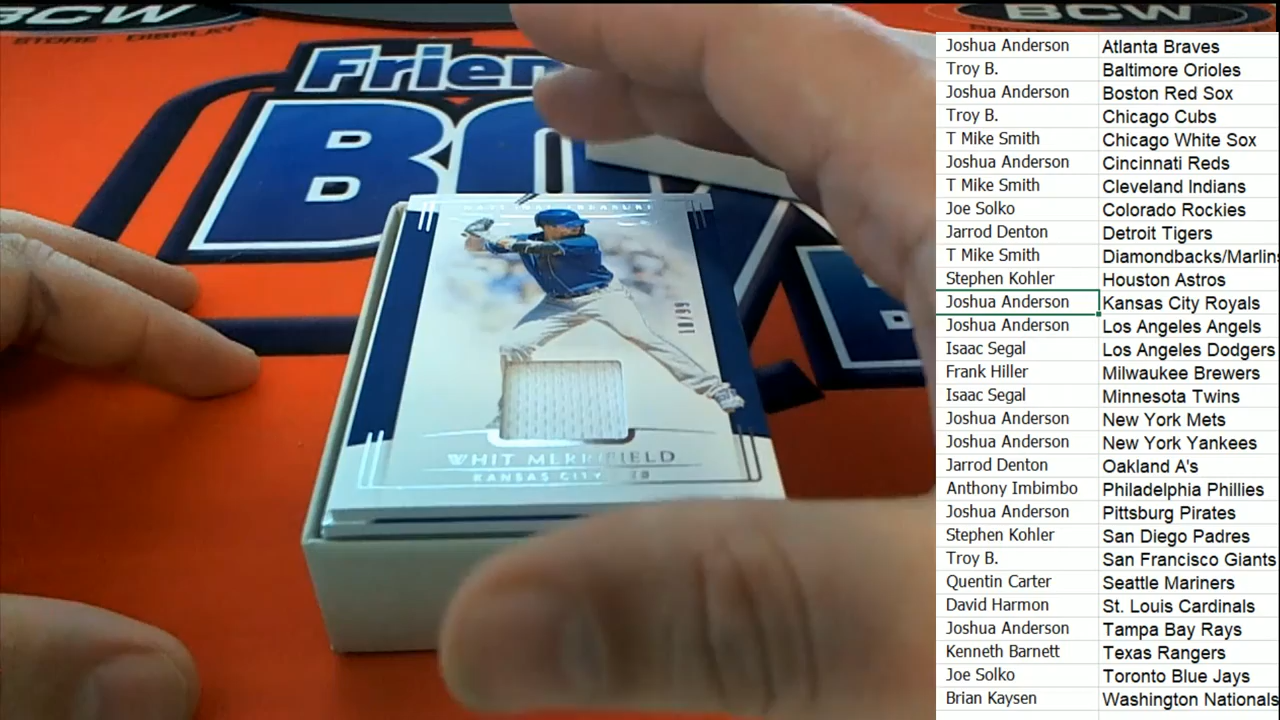 BCW
STORE · DISPLAY
BCW
Frien
WHIT MERRIFIELD
KANSAS CITY
Joshua Anderson Atlanta Braves
Troy B. Baltimore Orioles
Joshua Anderson Boston Red Sox
Troy B. Chicago Cubs
T Mike Smith Chicago White Sox
Joshua Anderson Cincinnati Reds
T Mike Smith Cleveland Indians
Joe Solko Colorado Rockies
Jarrod Denton Detroit Tigers
T Mike Smith Diamondbacks/Marlins
Stephen Kohler Houston Astros
Joshua Anderson Kansas City Royals
Joshua Anderson Los Angeles Angels
Isaac Segal Los Angeles Dodgers
Frank Hiller Milwaukee Brewers
Isaac Segal Minnesota Twins
Joshua Anderson New York Mets
Joshua Anderson New York Yankees
Jarrod Denton Oakland A's
Anthony Imbimbo Philadelphia Phillies
Joshua Anderson Pittsburg Pirates
Stephen Kohler San Diego Padres
Troy B. San Francisco Giants
Quentin Carter Seattle Mariners
David Harmon St. Louis Cardinals
Joshua Anderson Tampa Bay Rays
Kenneth Barnett Texas Rangers
Joe Solko Toronto Blue Jays
Brian Kaysen Washington Nationals